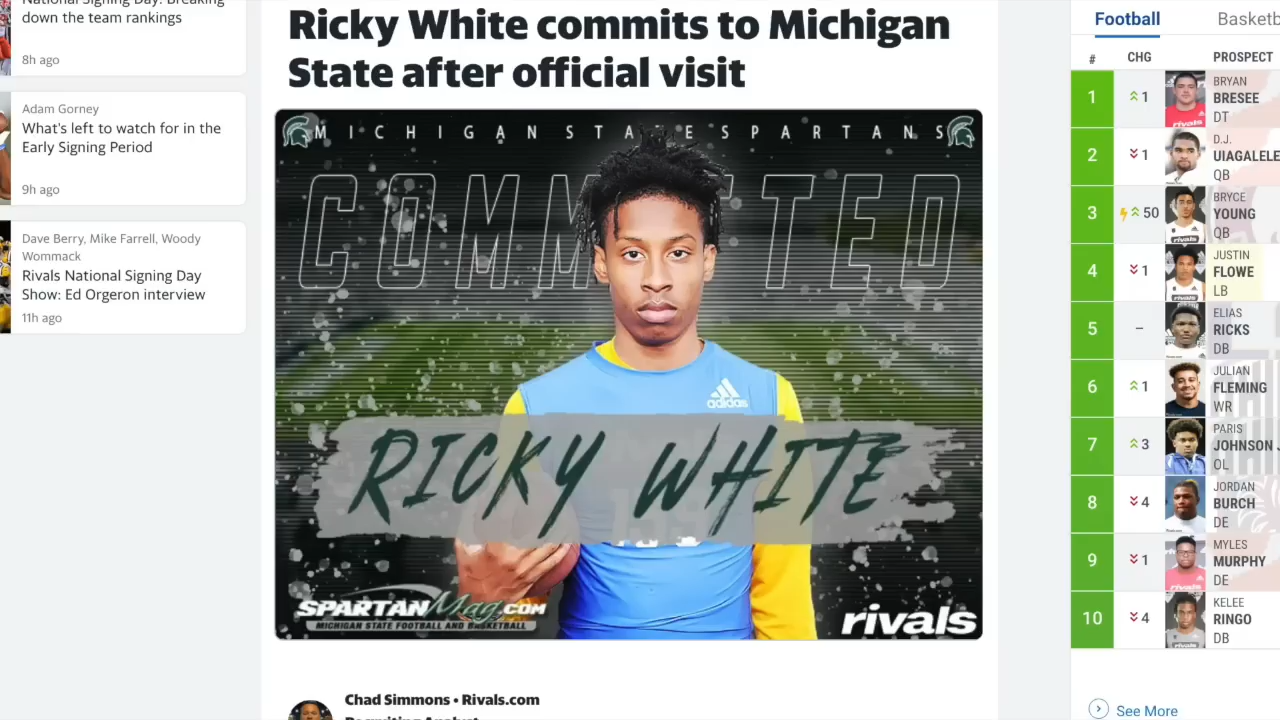 National Signing Day: Breaking
down the team rankings
8h ago
Adam Gorney
What's left to watch for in the
Early Signing Period
9h ago
Dave Berry, Mike Farrell, Woody
Wommack
Rivals National Signing Day
Show: Ed Orgeron interview
11h ago
Ricky White commits to Michigan
State after official visit
MICHIGAN STATE SPARTANS
COMMITTED
adidas
RICKY WHITE
SPARTANMag.COM
MICHIGAN STATE FOOTBALL AND BASKETBALL
rivals
Chad Simmons • Rivals.com
Recruiting Analyst
Football Basketb
# CHG PROSPECT
1 1 BRYAN
BRESEE
DT
2 1 D.J.
UIAGALELE
QB
3 50 BRYCE
YOUNG
QB
4 1 JUSTIN
FLOWE
LB
5 – ELIAS
RICKS
DB
6 1 JULIAN
FLEMING
WR
7 3 PARIS
JOHNSON J
OL
8 4 JORDAN
BURCH
DE
9 1 MYLES
MURPHY
DE
10 4 KELEE
RINGO
DB
See More